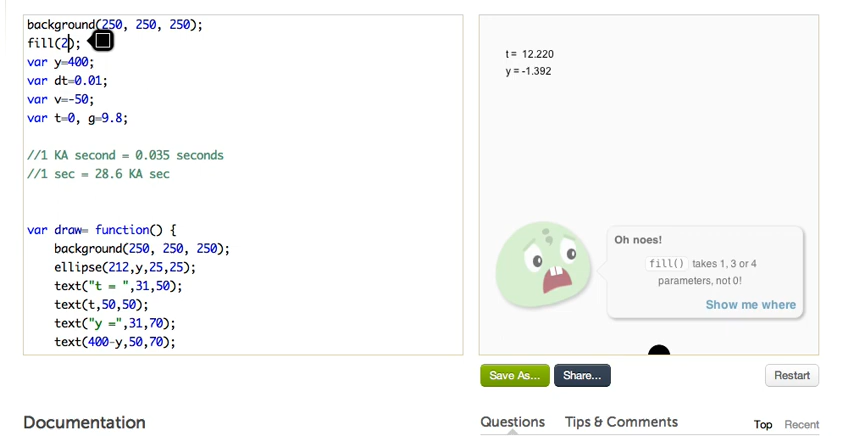 background(250, 250, 250);
fill(2);
var y=400;
var dt=0.01;
var v=-50;
var t=0, g=9.8;
//1 KA second = 0.035 seconds
//1 sec = 28.6 KA sec
var draw= function() {
background(250, 250, 250);
ellipse(212,y,25,25);
text("t = ",31,50);
text(t,50,50);
text("y =",31,70);
text(400-y,50,70);
t = 12.220
y = -1.392
Oh noes!
fill() takes 1, 3 or 4
parameters, not 0!
Show me where
Save As... Share... Restart
Documentation
Questions Tips & Comments Top Recent